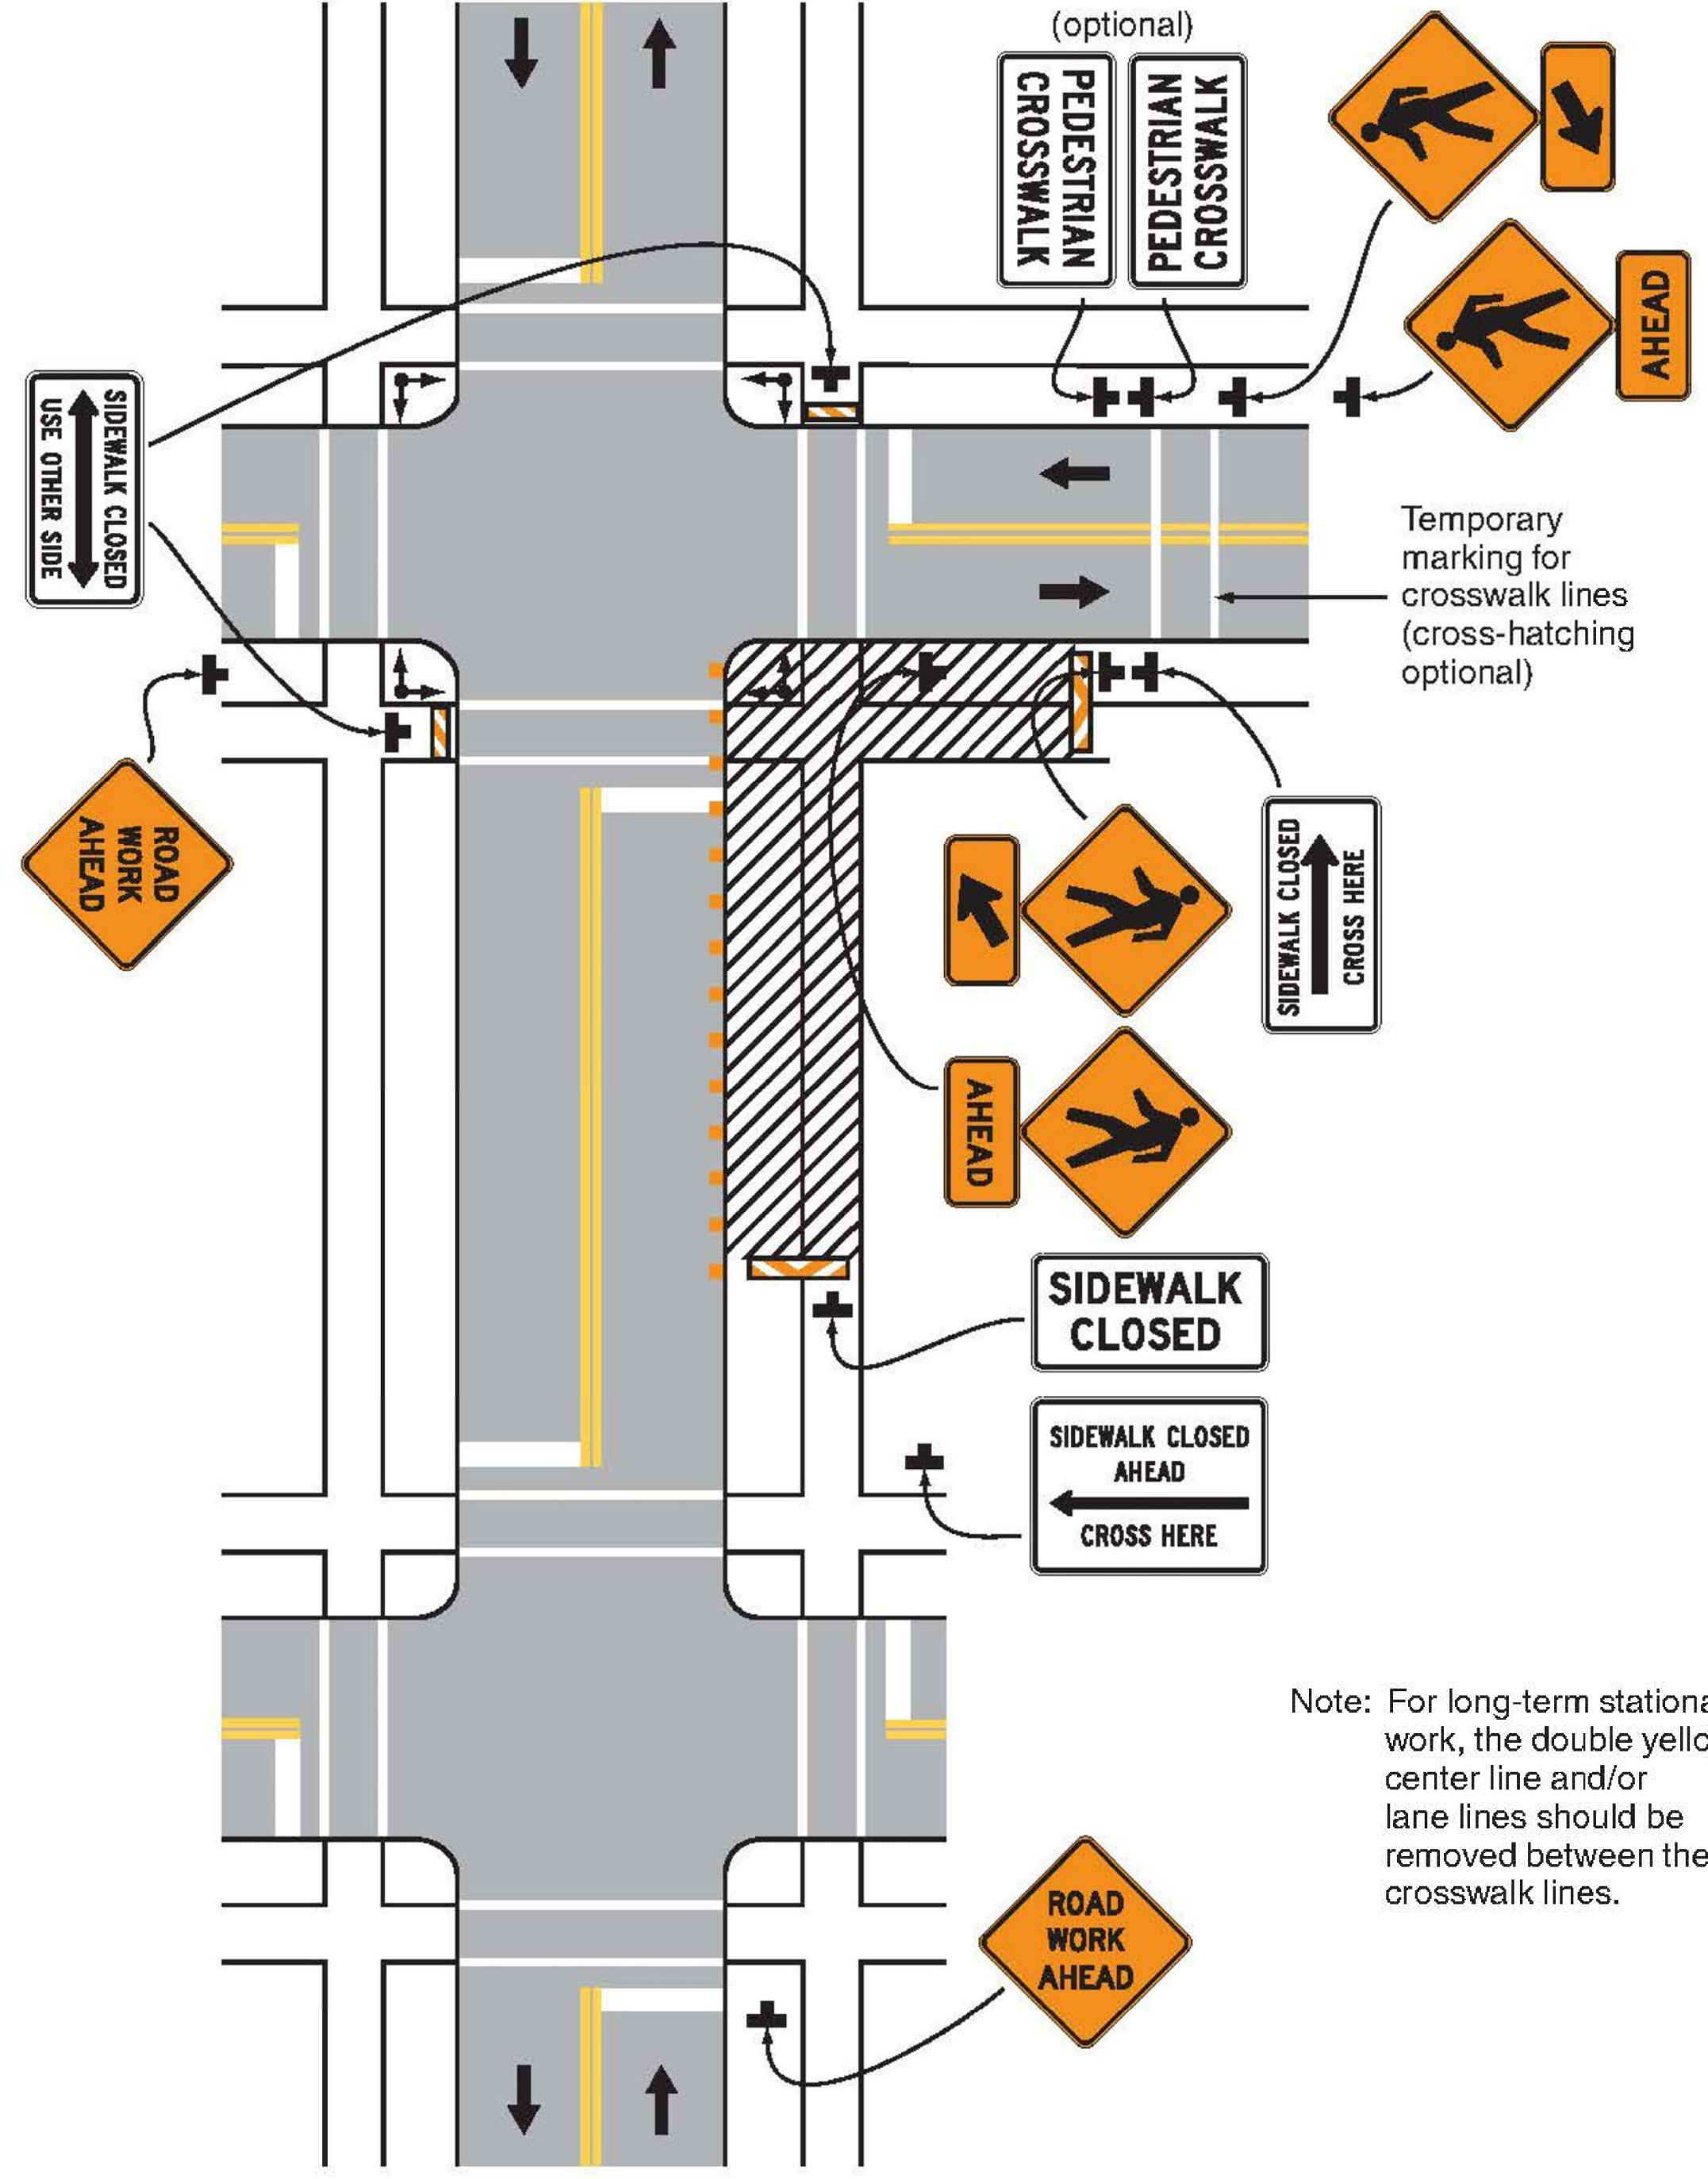 (optional)
PEDESTRIAN
CROSSWALK
PEDESTRIAN
CROSSWALK
AHEAD
SIDEWALK CLOSED
USE OTHER SIDE
Temporary
marking for
crosswalk lines
(cross-hatching
optional)
ROAD
WORK
AHEAD
SIDEWALK CLOSED
CROSS HERE
AHEAD
SIDEWALK
CLOSED
SIDEWALK CLOSED
AHEAD
CROSS HERE
Note: For long-term stationa
work, the double yello
center line and/or
lane lines should be
removed between the
crosswalk lines.
ROAD
WORK
AHEAD